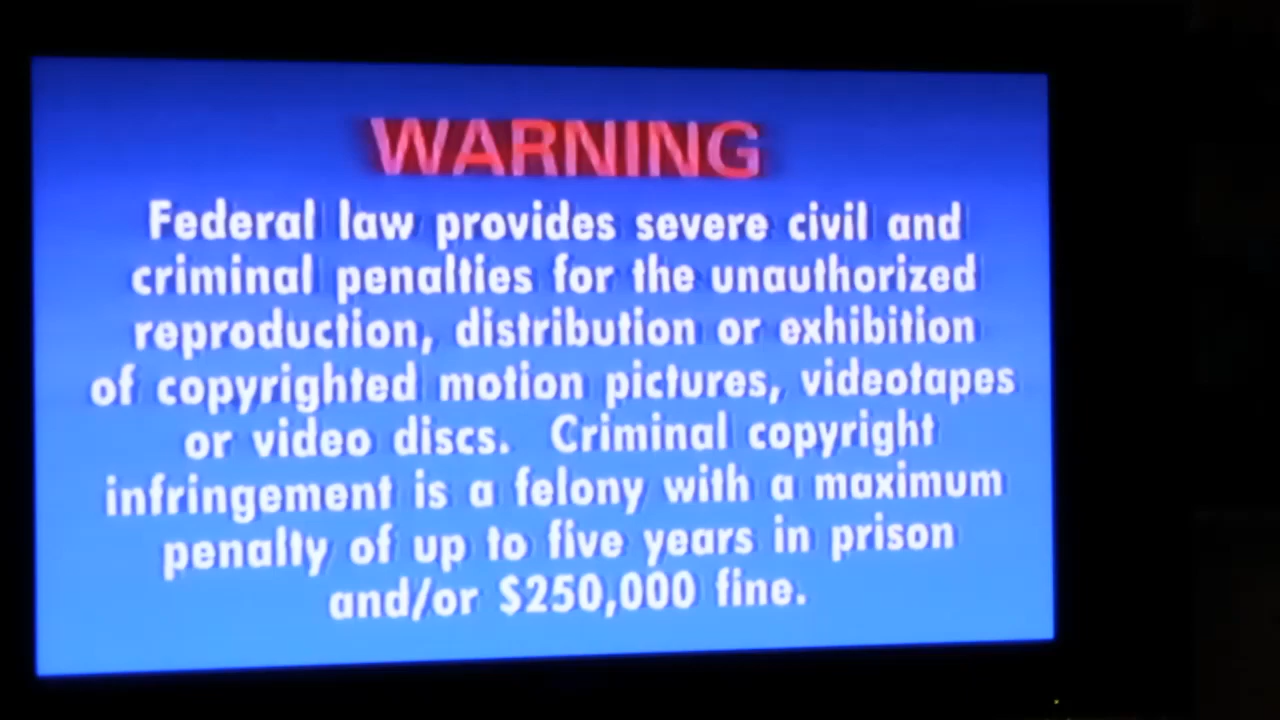 WARNING
Federal law provides severe civil and
criminal penalties for the unauthorized
reproduction, distribution or exhibition
of copyrighted motion pictures, videotapes
or video discs.  Criminal copyright
infringement is a felony with a maximum
penalty of up to five years in prison
and/or $250,000 fine.